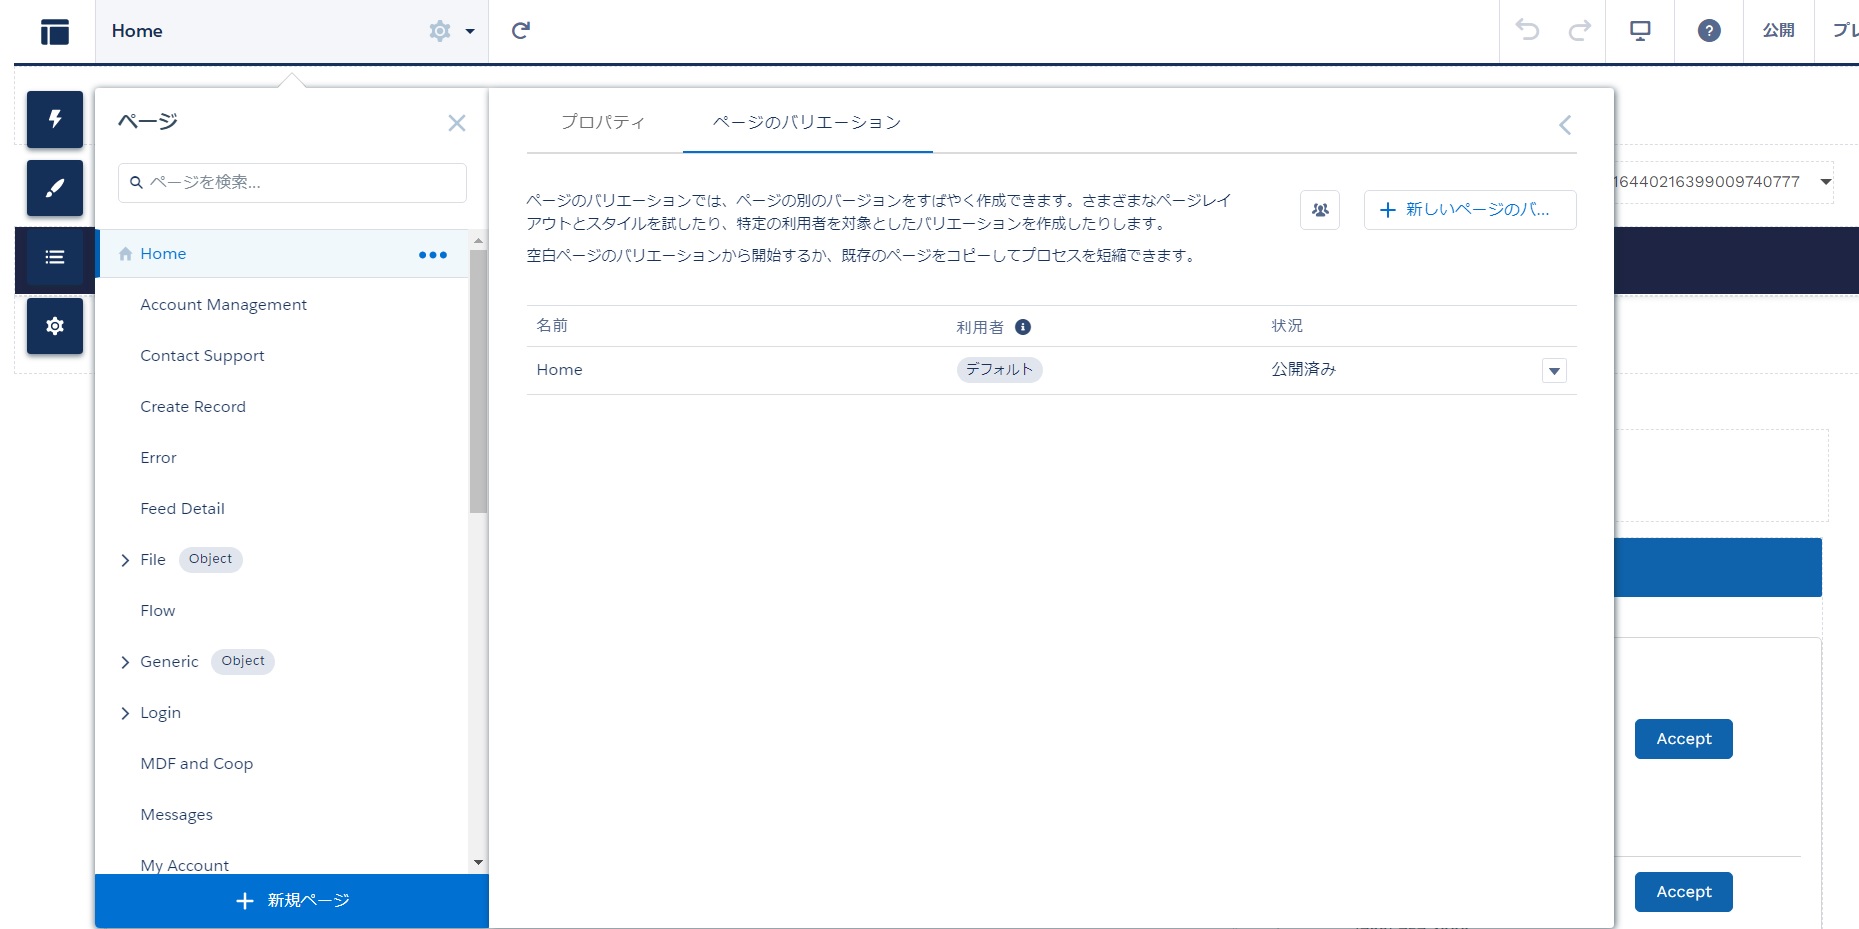 Home
?
公開
プレ
ページ
ページを検索...
Home
Account Management
Contact Support
Create Record
Error
Feed Detail
File Object
Flow
Generic Object
Login
MDF and Coop
Messages
My Account
新規ページ
プロパティ
ページのバリエーション
ページのバリエーションでは、ページの別のバージョンをすばやく作成できます。さまざまなページレイ
アウトとスタイルを試したり、特定の利用者を対象としたバリエーションを作成したりします。
空白ページのバリエーションから開始するか、既存のページをコピーしてプロセスを短縮できます。
新しいページのバ...
名前 利用者 状況
Home デフォルト 公開済み
16440216399009740777
Accept
Accept